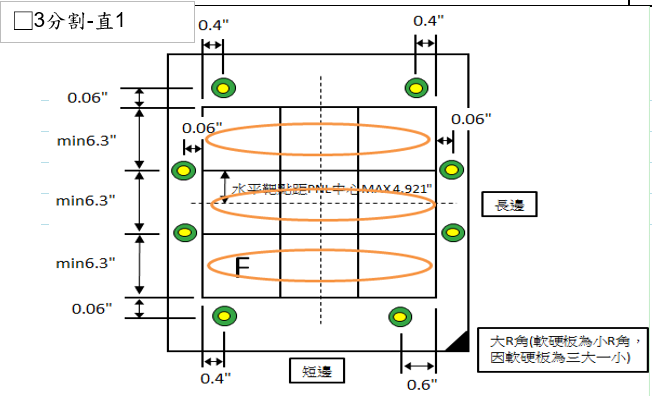 □3分割-直1
0.4"
0.4"
0.06"
0.06"
0.06"
min6.3"
水平靶點距PNL中心MAX4.921"
min6.3"
長邊
min6.3"
F
0.06"
大R角(軟硬板為小R角，
因軟硬板為三大一小)
短邊
0.4"
0.6"